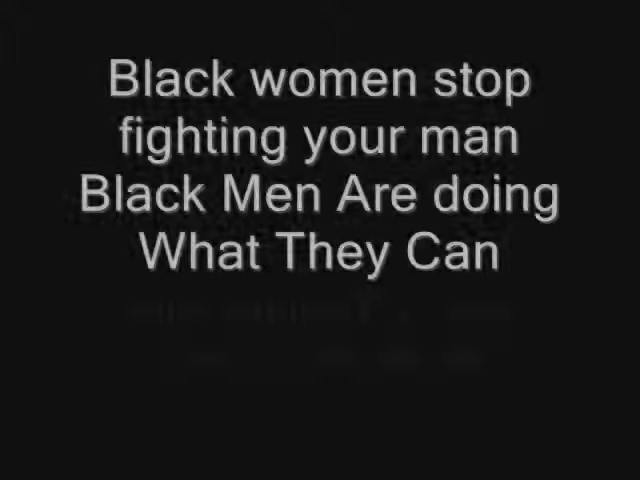 Black women stop
fighting your man
Black Men Are doing
What They Can